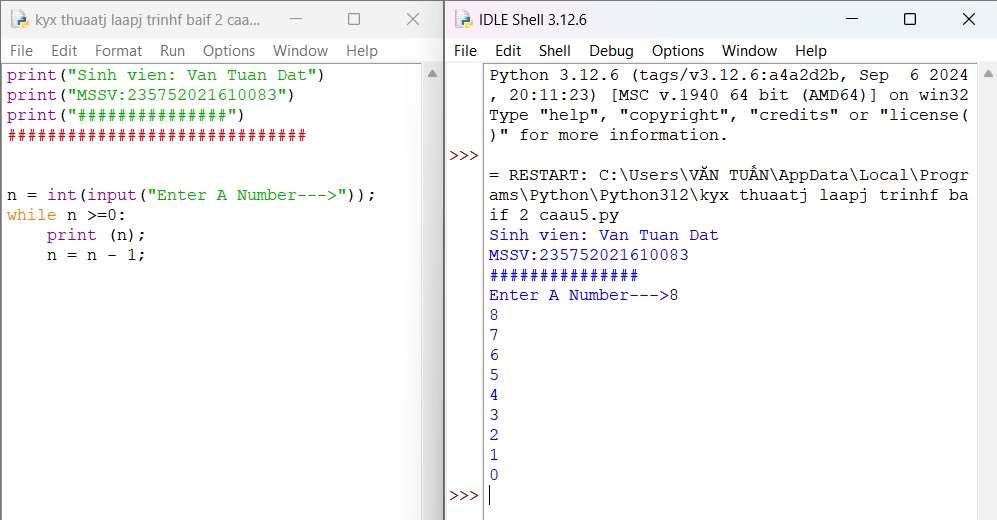 kyx thuaatj laapj trinhf baif 2 caa...
File Edit Format Run Options Window Help
print("Sinh vien: Van Tuan Dat")
print("MSSV:235752021610083")
print("###############")
##############################
n = int(input("Enter A Number--->"));
while n >=0:
    print (n);
    n = n - 1;
IDLE Shell 3.12.6
File Edit Shell Debug Options Window Help
Python 3.12.6 (tags/v3.12.6:a4a2d2b, Sep  6 2024
, 20:11:23) [MSC v.1940 64 bit (AMD64)] on win32
Type "help", "copyright", "credits" or "license(
)" for more information.
>>>
= RESTART: C:\Users\VĂN TUẤN\AppData\Local\Progr
ams\Python\Python312\kyx thuaatj laapj trinhf ba
if 2 caau5.py
Sinh vien: Van Tuan Dat
MSSV:235752021610083
###############
Enter A Number--->8
8
7
6
5
4
3
2
1
0
>>>